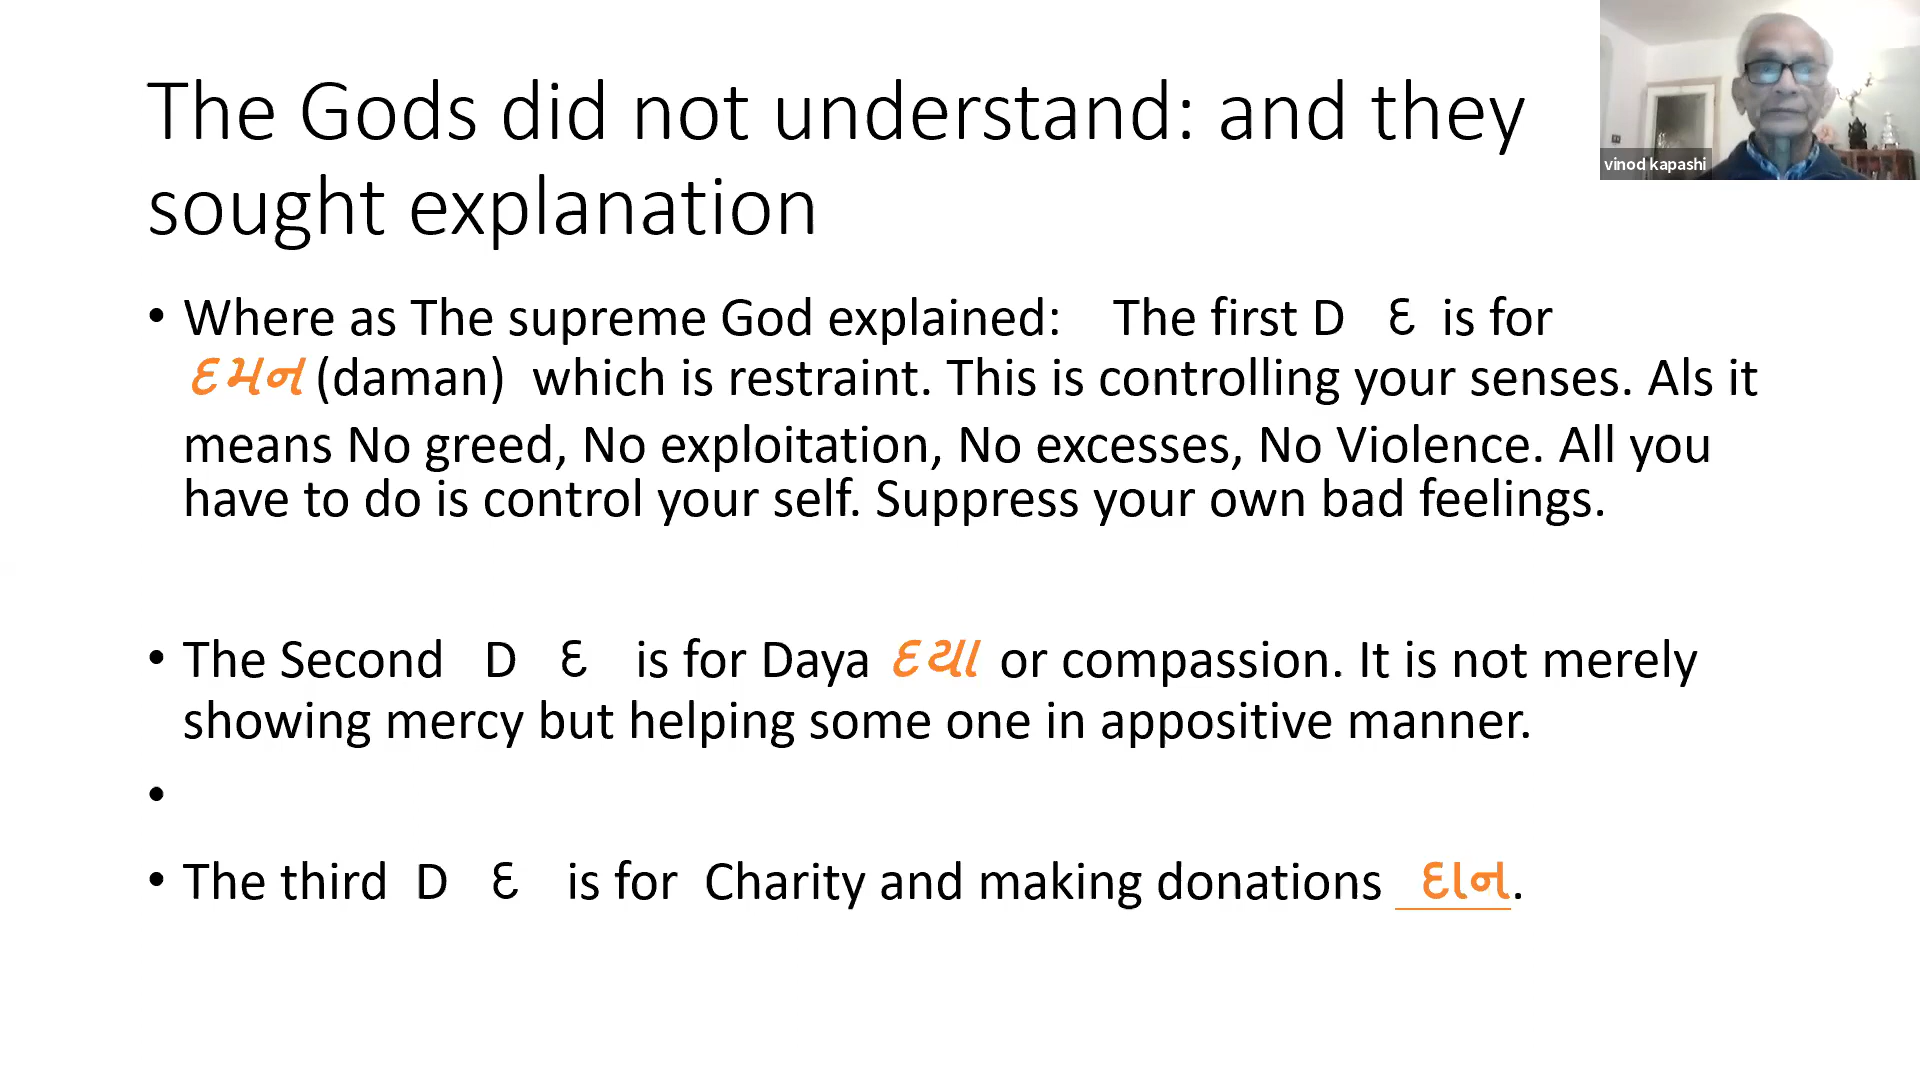 The Gods did not understand: and they
sought explanation
vinod kapashi
• Where as The supreme God explained: The first D દ is for
દમન (daman) which is restraint. This is controlling your senses. Als it
means No greed, No exploitation, No excesses, No Violence. All you
have to do is control your self. Suppress your own bad feelings.
• The Second D દ is for Daya દયા or compassion. It is not merely
showing mercy but helping some one in appositive manner.
•
• The third D દ is for Charity and making donations દાન.